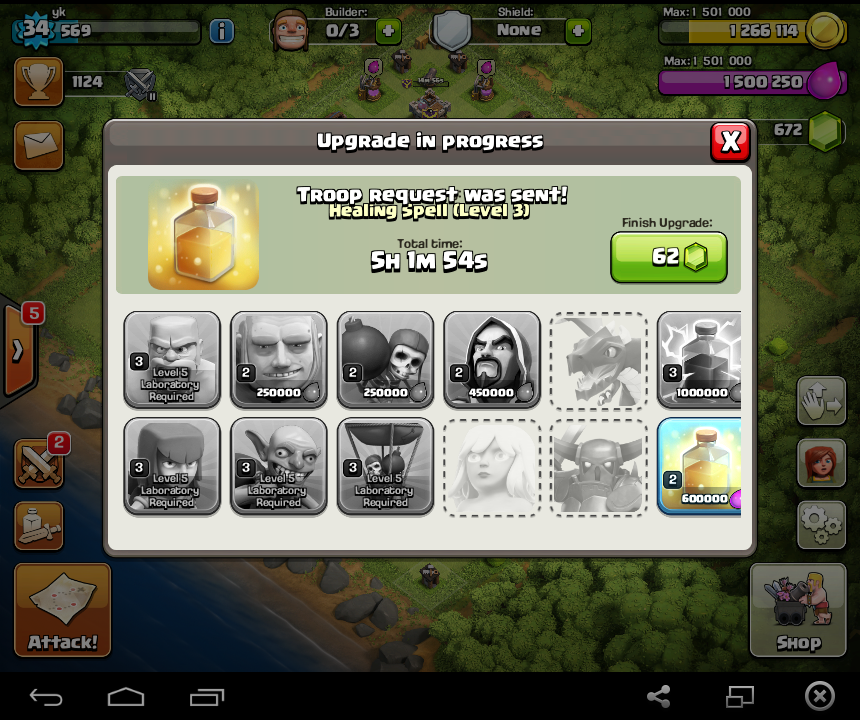 yk
34 569
Builder:
0/3
Shield:
None
Max: 1 501 000
1 266 114
Max: 1 501 000
1 500 250
672
1124
II
Upgrade in progress
X
Troop request was sent!
Healing Spell (Level 3)
Total time:
5h 1m 54s
Finish Upgrade:
62
5
3
Level 5
Laboratory
Required
2
250000
2
250000
2
450000
3
1000000
3
Level 5
Laboratory
Required
3
Level 5
Laboratory
Required
3
Level 5
Laboratory
Required
2
600000
2
Attack!
Shop